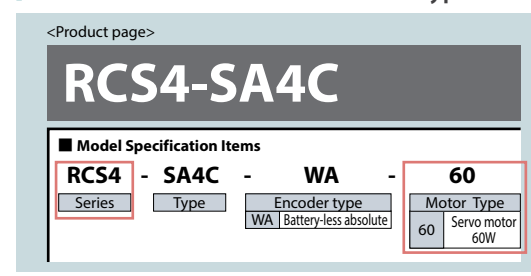 <Product page>
RCS4-SA4C
■ Model Specification Items
RCS4 - SA4C - WA - 60
Series Type Encoder type Motor Type
WA Battery-less absolute 60 Servo motor
60W